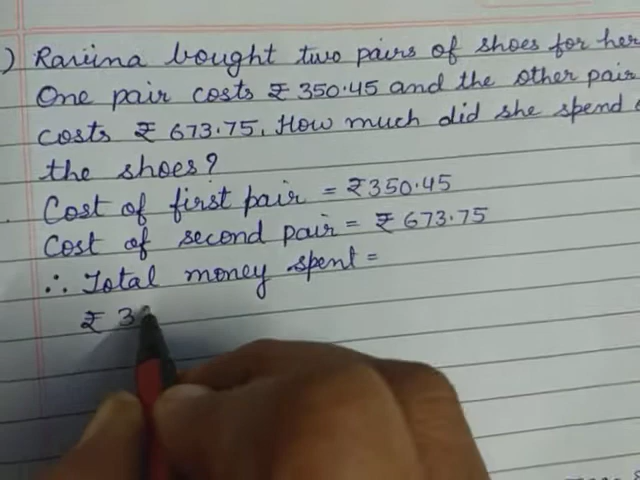 ) Raviina bought two pairs of shoes for her
One pair costs ₹ 350.45 and the other pair
costs ₹ 673.75. How much did she spend
the shoes?
Cost of first pair = ₹350.45
Cost of second pair = ₹ 673.75
∴ Total money spent =
₹ 3